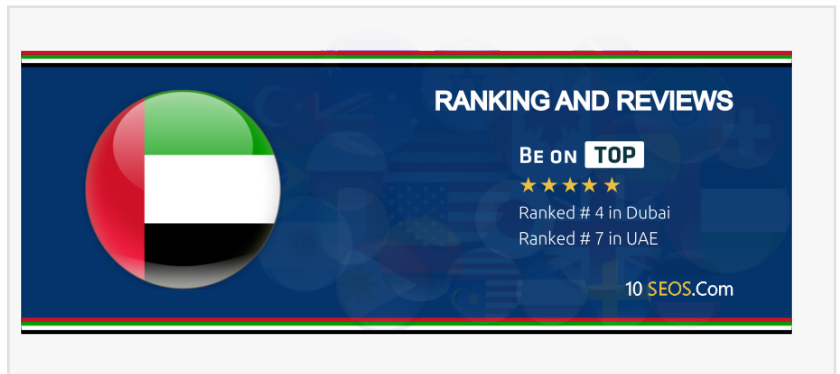 RANKING AND REVIEWS
BE ON TOP
Ranked # 4 in Dubai
Ranked # 7 in UAE
10 SEOS.Com